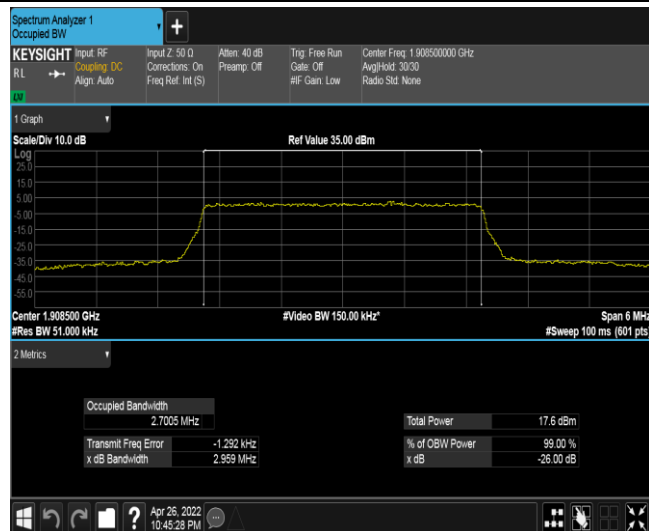 Spectrum Analyzer 1
Occupied BW
+
KEYSIGHT Input: RF Input Z: 50 Ω Atten: 40 dB Trig: Free Run Center Freq: 1.908500000 GHz
RL Coupling: DC Corrections: On Preamp: Off Gate: Off Avg|Hold: 30/30
Align: Auto Freq Ref: Int (S) #IF Gain: Low Radio Std: None
1 Graph
Scale/Div 10.0 dB Ref Value 35.00 dBm
Log
25.0
15.0
5.00
-5.00
-15.0
-25.0
-35.0
-45.0
-55.0
Center 1.908500 GHz #Video BW 150.00 kHz* Span 6 MHz
#Res BW 51.000 kHz #Sweep 100 ms (601 pts)
2 Metrics
Occupied Bandwidth
2.7005 MHz Total Power 17.6 dBm
Transmit Freq Error -1.292 kHz % of OBW Power 99.00 %
x dB Bandwidth 2.959 MHz x dB -26.00 dB
? Apr 26, 2022
10:45:28 PM